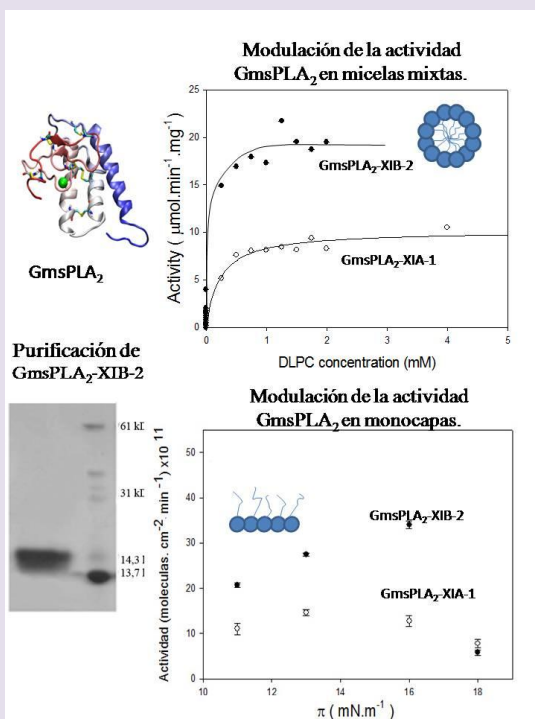 Modulación de la actividad
GmsPLA₂ en micelas mixtas.
25
20
15
10
5
0
Activity ( µmol.min⁻¹.mg⁻¹)
GmsPLA₂-XIB-2
GmsPLA₂-XIA-1
0 1 2 3 4 5
DLPC concentration (mM)
GmsPLA₂
Purificación de
GmsPLA₂-XIB-2
61 kI
31 kI
14,3 l
13,7 l
Modulación de la actividad
GmsPLA₂ en monocapas.
50
40
30
20
10
0
Actividad (moleculas. cm⁻². min⁻¹) x10 11
GmsPLA₂-XIB-2
GmsPLA₂-XIA-1
10 12 14 16 18
π ( mN.m⁻¹)